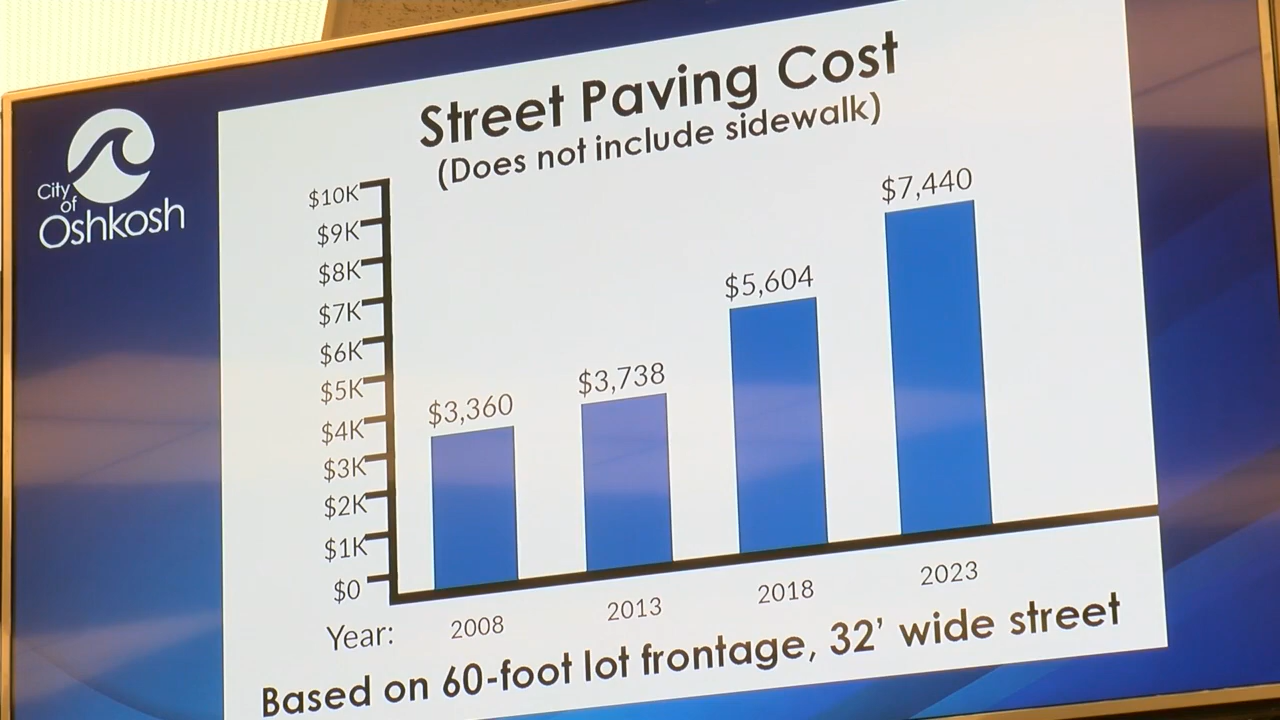 City
of
Oshkosh
Street Paving Cost
(Does not include sidewalk)
$10K
$9K
$8K
$7K
$6K
$5K
$4K
$3K
$2K
$1K
$0
$3,360
$3,738
$5,604
$7,440
Year: 2008 2013 2018 2023
Based on 60-foot lot frontage, 32’ wide street